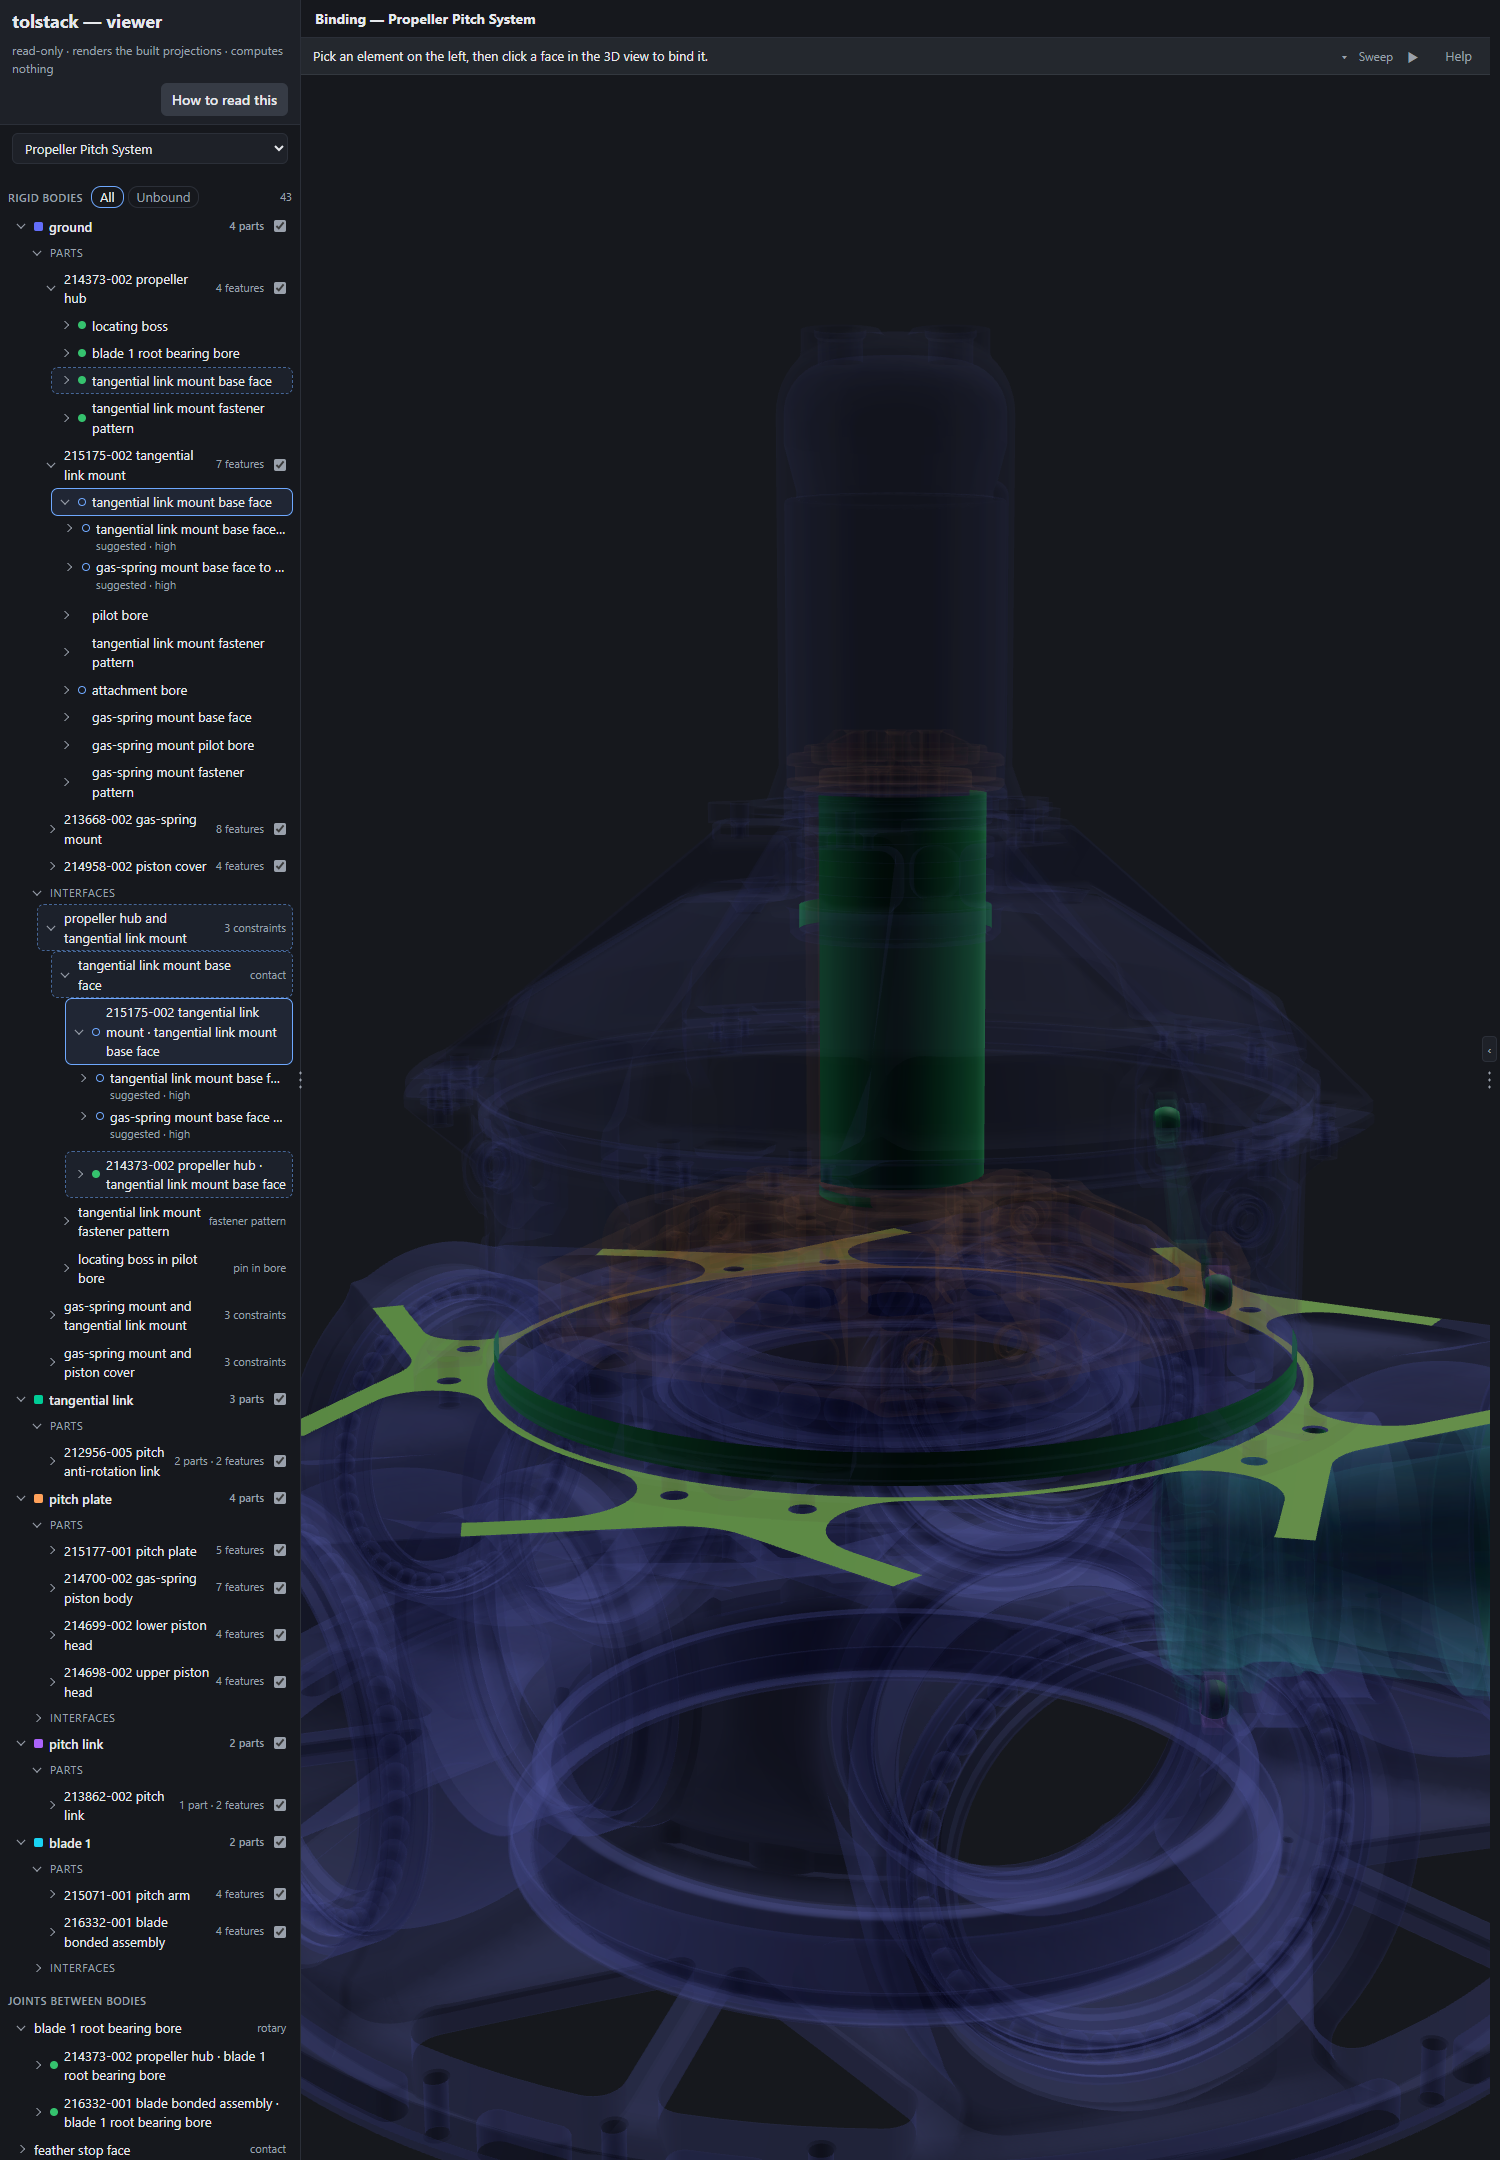 tolstack — viewer
read-only · renders the built projections · computes
nothing
How to read this
Propeller Pitch System
RIGID BODIES All Unbound 43
ground 4 parts
PARTS
214373-002 propeller
hub
4 features
locating boss
blade 1 root bearing bore
tangential link mount base face
tangential link mount fastener
pattern
215175-002 tangential
link mount
7 features
tangential link mount base face
tangential link mount base face...
suggested · high
gas-spring mount base face to ...
suggested · high
pilot bore
tangential link mount fastener
pattern
attachment bore
gas-spring mount base face
gas-spring mount pilot bore
gas-spring mount fastener
pattern
213668-002 gas-spring
mount
8 features
214958-002 piston cover 4 features
INTERFACES
propeller hub and
tangential link mount
3 constraints
tangential link mount base
face
contact
215175-002 tangential link
mount · tangential link mount
base face
tangential link mount base f...
suggested · high
gas-spring mount base face ...
suggested · high
214373-002 propeller hub ·
tangential link mount base face
tangential link mount
fastener pattern
fastener pattern
locating boss in pilot
bore
pin in bore
gas-spring mount and
tangential link mount
3 constraints
gas-spring mount and
piston cover
3 constraints
tangential link 3 parts
PARTS
212956-005 pitch
anti-rotation link
2 parts · 2 features
pitch plate 4 parts
PARTS
215177-001 pitch plate 5 features
214700-002 gas-spring
piston body
7 features
214699-002 lower piston
head
4 features
214698-002 upper piston
head
4 features
INTERFACES
pitch link 2 parts
PARTS
213862-002 pitch
link
1 part · 2 features
blade 1 2 parts
PARTS
215071-001 pitch arm 4 features
216332-001 blade
bonded assembly
4 features
INTERFACES
JOINTS BETWEEN BODIES
blade 1 root bearing bore rotary
214373-002 propeller hub · blade 1
root bearing bore
216332-001 blade bonded assembly ·
blade 1 root bearing bore
feather stop face contact
Binding — Propeller Pitch System
Pick an element on the left, then click a face in the 3D view to bind it.
Sweep
Help